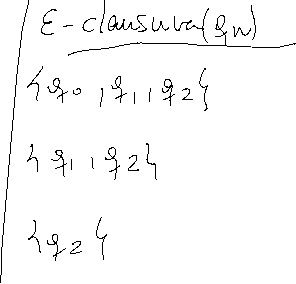 ε-clausura(qn)
{q0, q1, q2}
{q1, q2}
{q2}